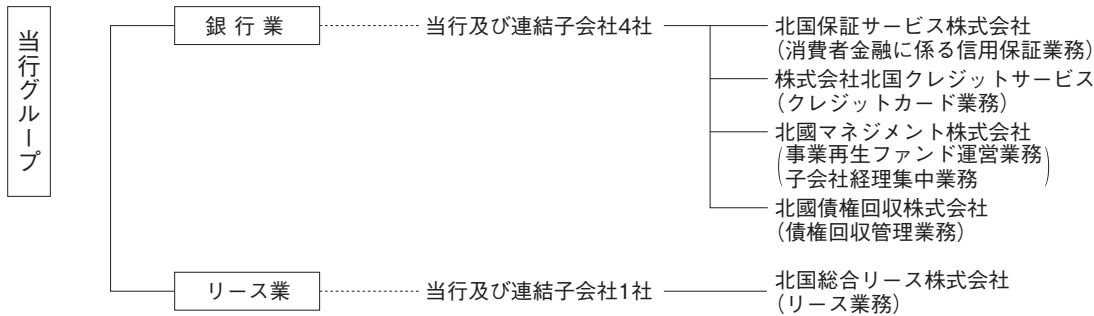 当行グループ
銀行業
当行及び連結子会社4社
北国保証サービス株式会社
（消費者金融に係る信用保証業務）
株式会社北国クレジットサービス
（クレジットカード業務）
北國マネジメント株式会社
（事業再生ファンド運営業務
子会社経理集中業務）
北國債権回収株式会社
（債権回収管理業務）
リース業
当行及び連結子会社1社
北国総合リース株式会社
（リース業務）